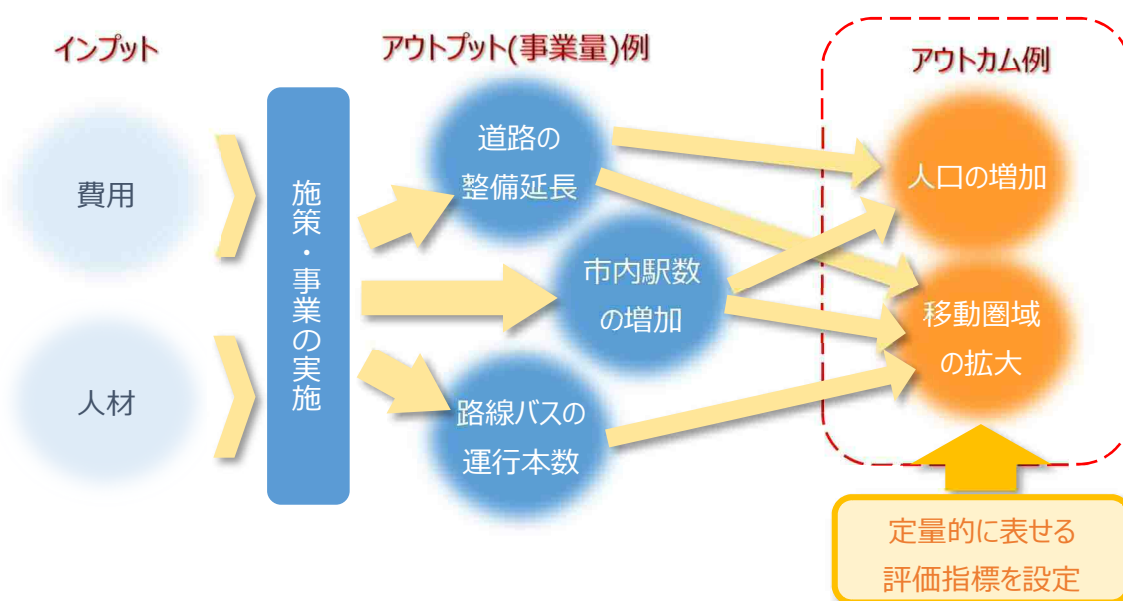 インプット
アウトプット(事業量)例
アウトカム例
費用
人材
施策・事業の実施
道路の
整備延長
市内駅数
の増加
路線バスの
運行本数
人口の増加
移動圏域
の拡大
定量的に表せる
評価指標を設定